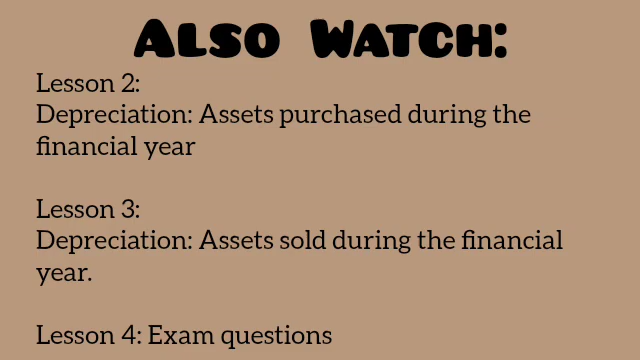 Also Watch:
Lesson 2:
Depreciation: Assets purchased during the
financial year
Lesson 3:
Depreciation: Assets sold during the financial
year.
Lesson 4: Exam questions